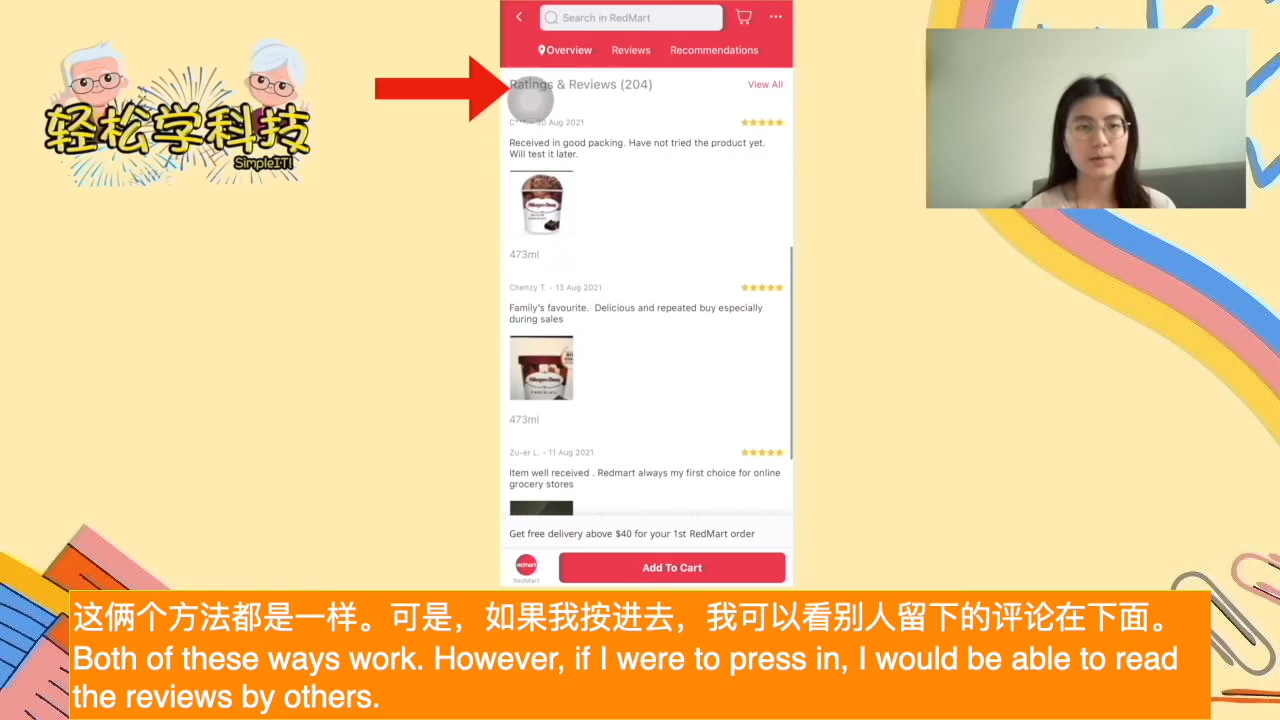 轻松学科技
SimpleIT!
Search in RedMart
Overview
Reviews
Recommendations
Ratings & Reviews (204)
View All
30 Aug 2021
Received in good packing. Have not tried the product yet.
Will test it later.
Häagen-Dazs
473ml
Chenzy T. - 13 Aug 2021
Family's favourite. Delicious and repeated buy especially
during sales
Häagen-Dazs
CHOCOLATE
473ml
Zu-er L. - 11 Aug 2021
Item well received . Redmart always my first choice for online
grocery stores
Get free delivery above $40 for your 1st RedMart order
redmart
RedMart
Add To Cart
这俩个方法都是一样。可是，如果我按进去，我可以看别人留下的评论在下面。
Both of these ways work. However, if I were to press in, I would be able to read
the reviews by others.